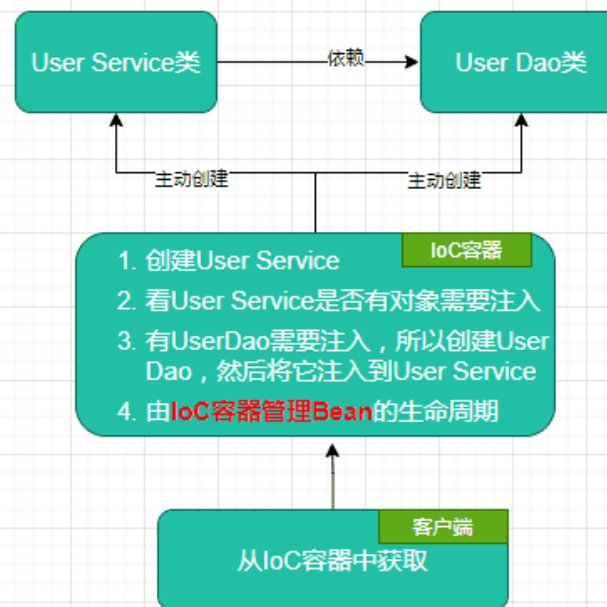 User Service类
依赖
User Dao类
主动创建
主动创建
IoC容器
1. 创建User Service
2. 看User Service是否有对象需要注入
3. 有UserDao需要注入，所以创建User
Dao，然后将它注入到User Service
4. 由IoC容器管理Bean的生命周期
客户端
从IoC容器中获取